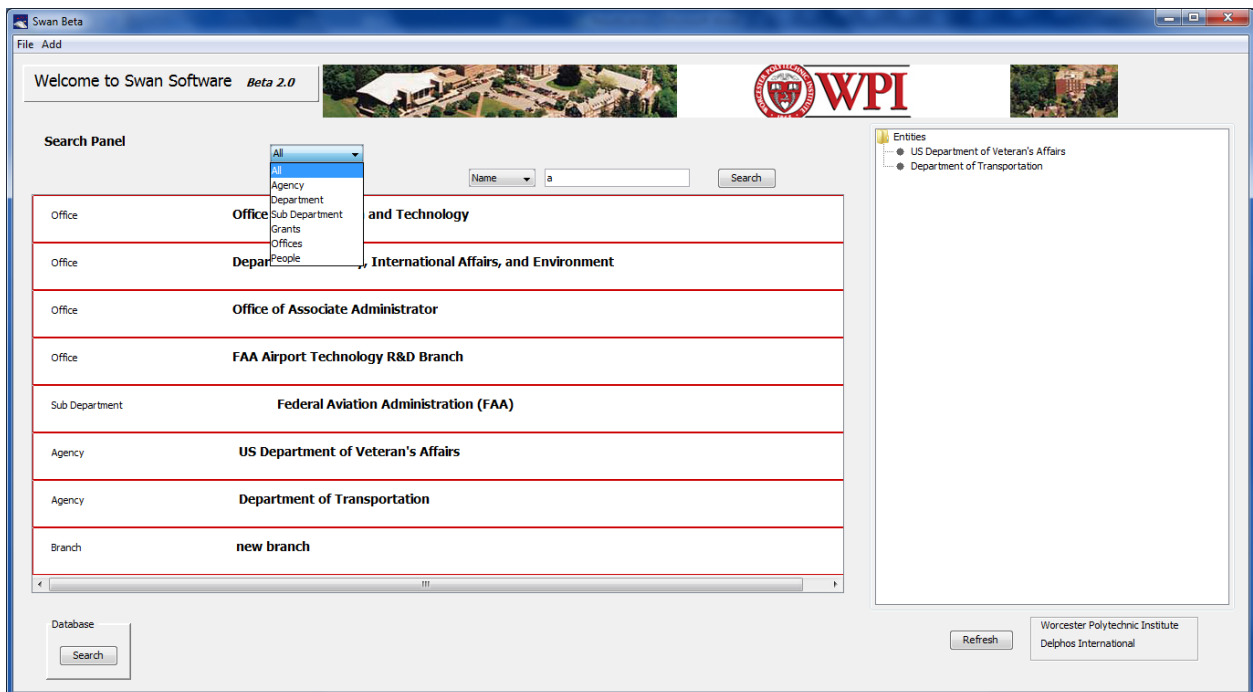 Swan Beta
File Add
Welcome to Swan Software Beta 2.0
WPI
Search Panel
All
All
Agency
Department
Sub Department
Grants
Offices
People
Name a Search
Office Office and Technology
Office Depar , International Affairs, and Environment
Office Office of Associate Administrator
Office FAA Airport Technology R&D Branch
Sub Department Federal Aviation Administration (FAA)
Agency US Department of Veteran's Affairs
Agency Department of Transportation
Branch new branch
Entities
US Department of Veteran's Affairs
Department of Transportation
Database
Search
Refresh
Worcester Polytechnic Institute
Delphos International